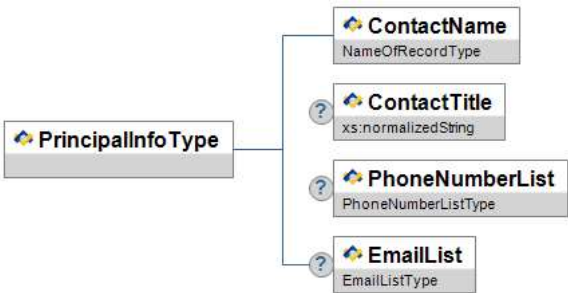 ContactName
NameOfRecordType
?
ContactTitle
xs:normalizedString
PrincipalInfoType
?
PhoneNumberList
PhoneNumberListType
?
EmailList
EmailListType